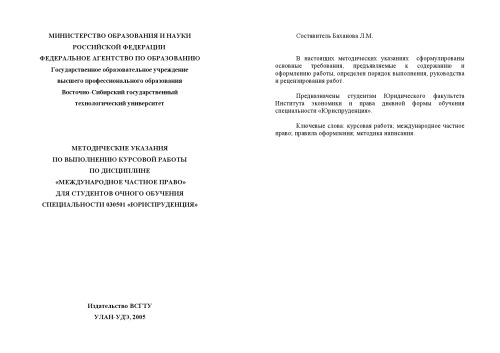 МИНИСТЕРСТВО ОБРАЗОВАНИЯ И НАУКИ
РОССИЙСКОЙ ФЕДЕРАЦИИ
ФЕДЕРАЛЬНОЕ АГЕНТСТВО ПО ОБРАЗОВАНИЮ
Государственное образовательное учреждение
высшего профессионального образования
Восточно-Сибирский государственный
технологический университет
МЕТОДИЧЕСКИЕ УКАЗАНИЯ
ПО ВЫПОЛНЕНИЮ КУРСОВОЙ РАБОТЫ
ПО ДИСЦИПЛИНЕ
«МЕЖДУНАРОДНОЕ ЧАСТНОЕ ПРАВО»
ДЛЯ СТУДЕНТОВ ОЧНОГО ОБУЧЕНИЯ
СПЕЦИАЛЬНОСТИ 030501 «ЮРИСПРУДЕНЦИЯ»
Издательство ВСГТУ
УЛАН-УДЭ, 2005
Составитель Баханова Л.М.
В настоящих методических указаниях сформулированы
основные требования, предъявляемые к содержанию и
оформлению работы, определен порядок выполнения, руководства
и рецензирования работ.
Предназначены студентам Юридического факультета
Института экономики и права дневной формы обучения
специальности «Юриспруденция».
Ключевые слова: курсовая работа; международное частное
право; правила оформления; методика написания.